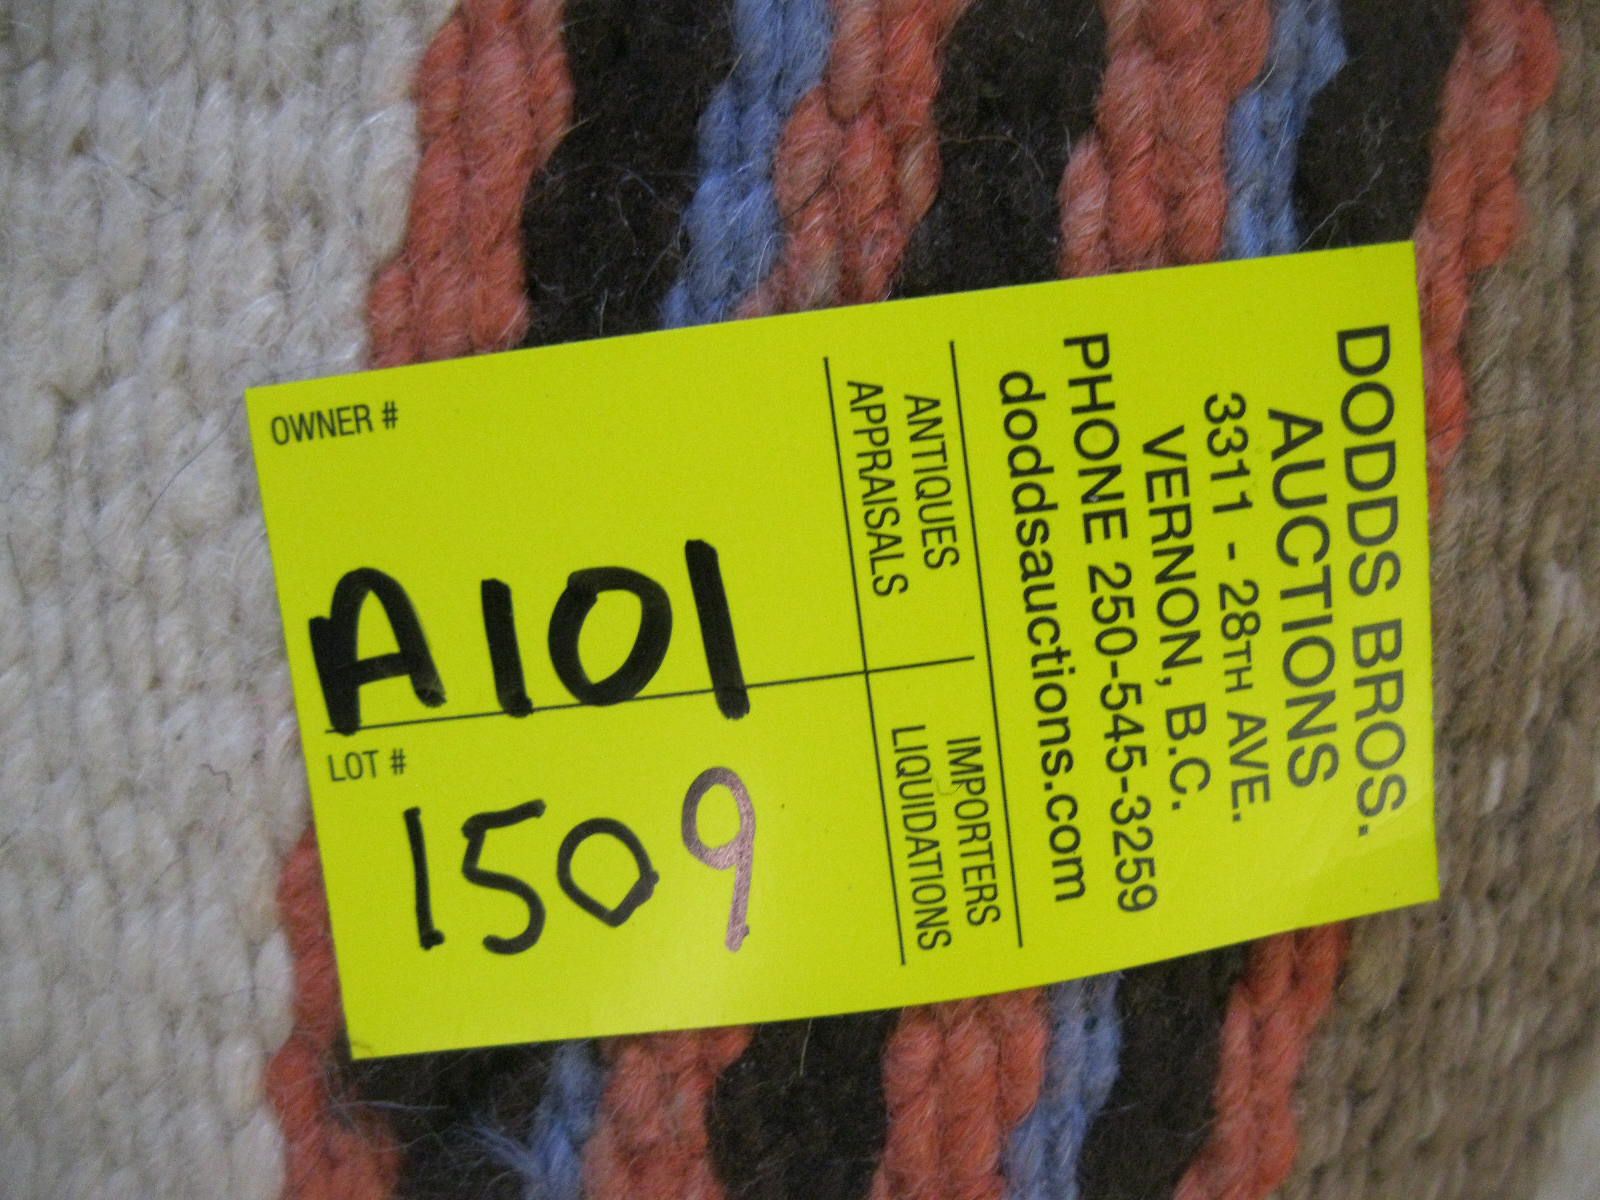 DODDS BROS.
AUCTIONS
3311 - 28TH AVE.
VERNON, B.C.
PHONE 250-545-3259
doddsauctions.com
ANTIQUES
APPRAISALS
IMPORTERS
LIQUIDATIONS
OWNER #
A101
LOT #
1509